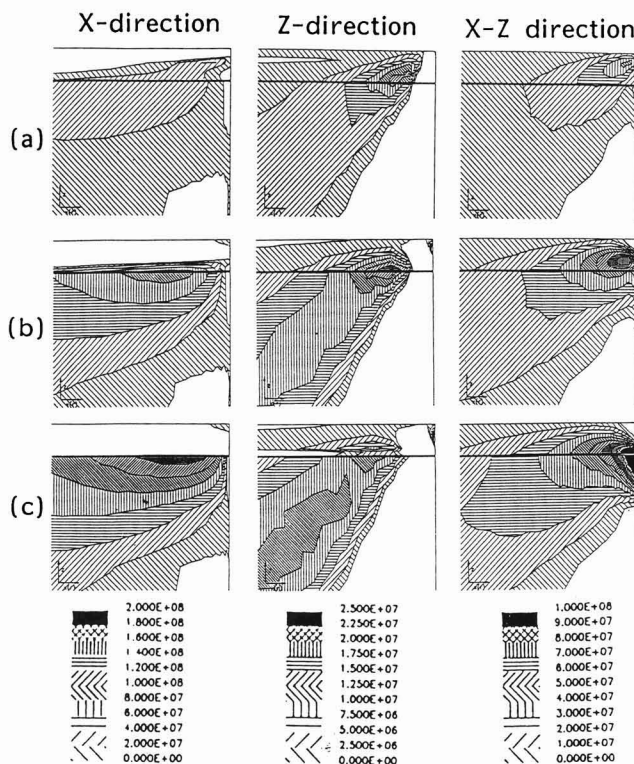 X-direction Z-direction X-Z direction
(a)
(b)
(c)
2.000E+08
1.800E+08
1.600E+08
1.400E+08
1.200E+08
1.000E+08
8.000E+07
6.000E+07
4.000E+07
2.000E+07
0.000E+00
2.500E+07
2.250E+07
2.000E+07
1.750E+07
1.500E+07
1.250E+07
1.000E+07
7.500E+06
5.000E+06
2.500E+06
0.000E+00
1.000E+08
9.000E+07
8.000E+07
7.000E+07
6.000E+07
5.000E+07
4.000E+07
3.000E+07
2.000E+07
1.000E+07
0.000E+00